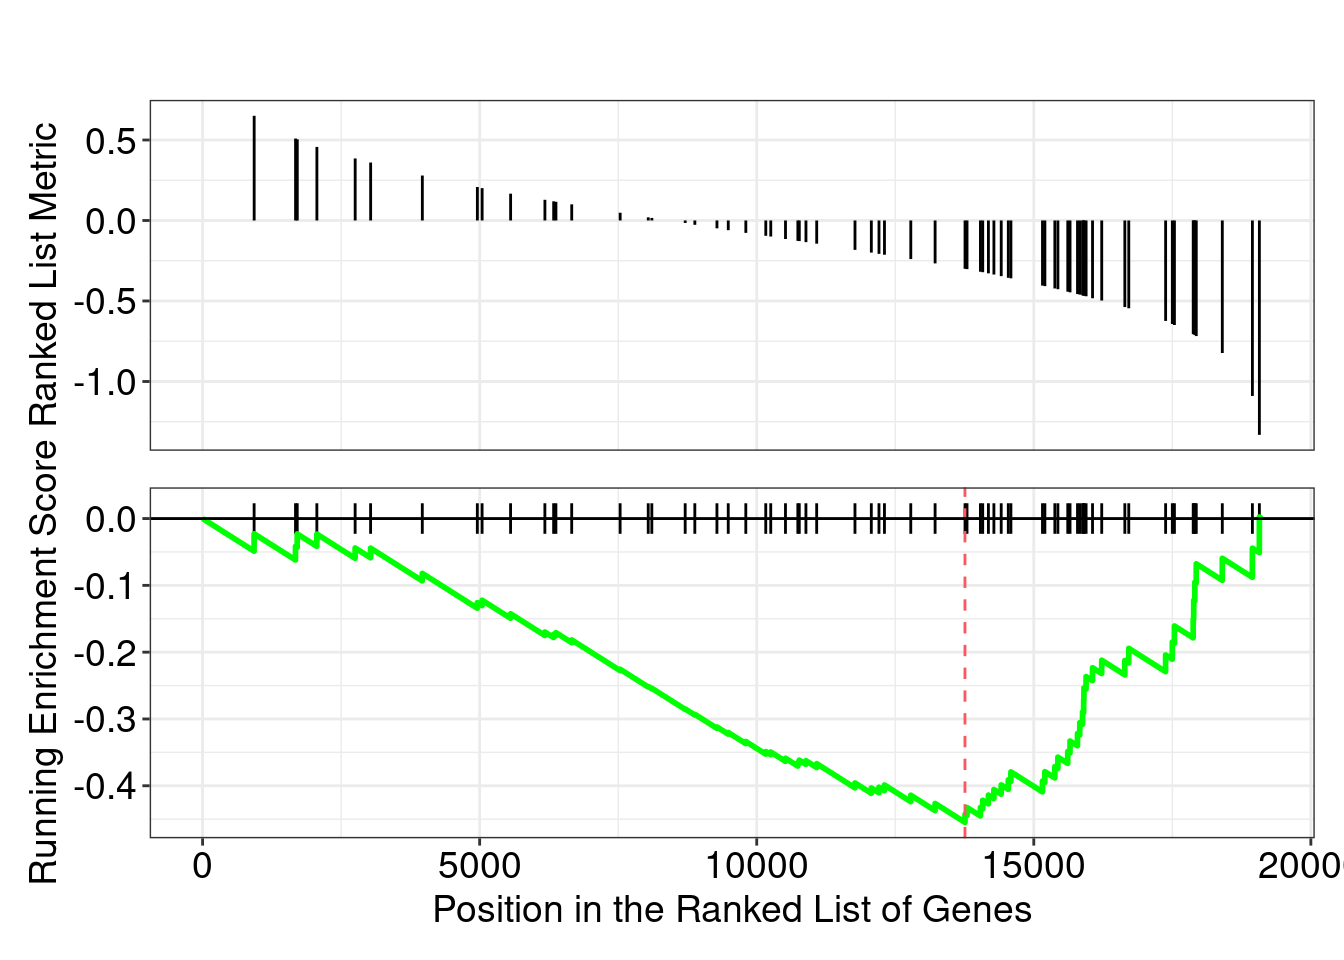 Ranked List Metric
0.5
0.0
-0.5
-1.0
Running Enrichment Score
0.0
-0.1
-0.2
-0.3
-0.4
0 5000 10000 15000 2000
Position in the Ranked List of Genes